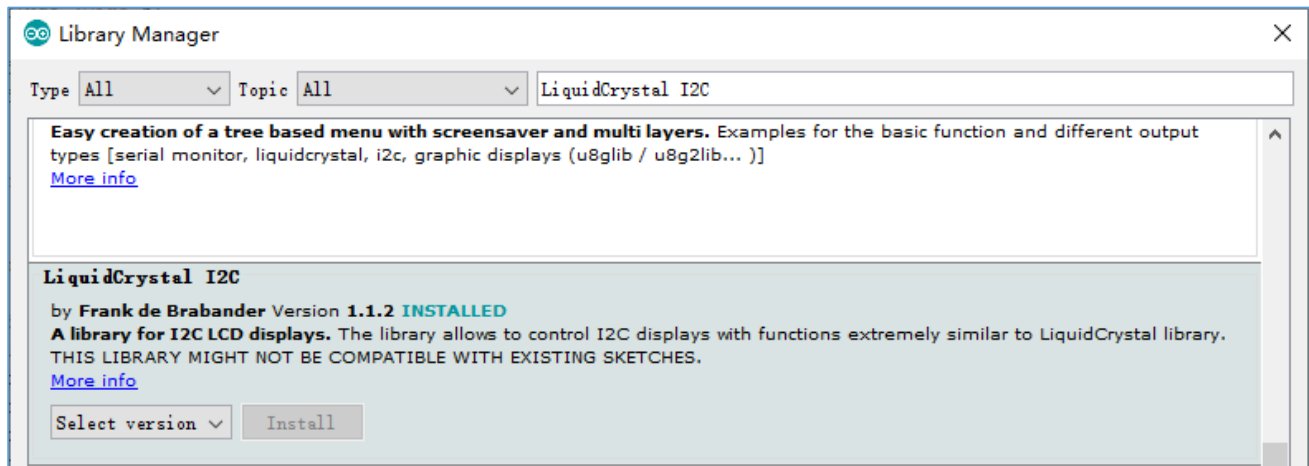 Library Manager
Type All Topic All LiquidCrystal I2C
Easy creation of a tree based menu with screensaver and multi layers. Examples for the basic function and different output
types [serial monitor, liquidcrystal, i2c, graphic displays (u8glib / u8g2lib... )]
More info
LiquidCrystal I2C
by Frank de Brabander Version 1.1.2 INSTALLED
A library for I2C LCD displays. The library allows to control I2C displays with functions extremely similar to LiquidCrystal library.
THIS LIBRARY MIGHT NOT BE COMPATIBLE WITH EXISTING SKETCHES.
More info
Select version Install